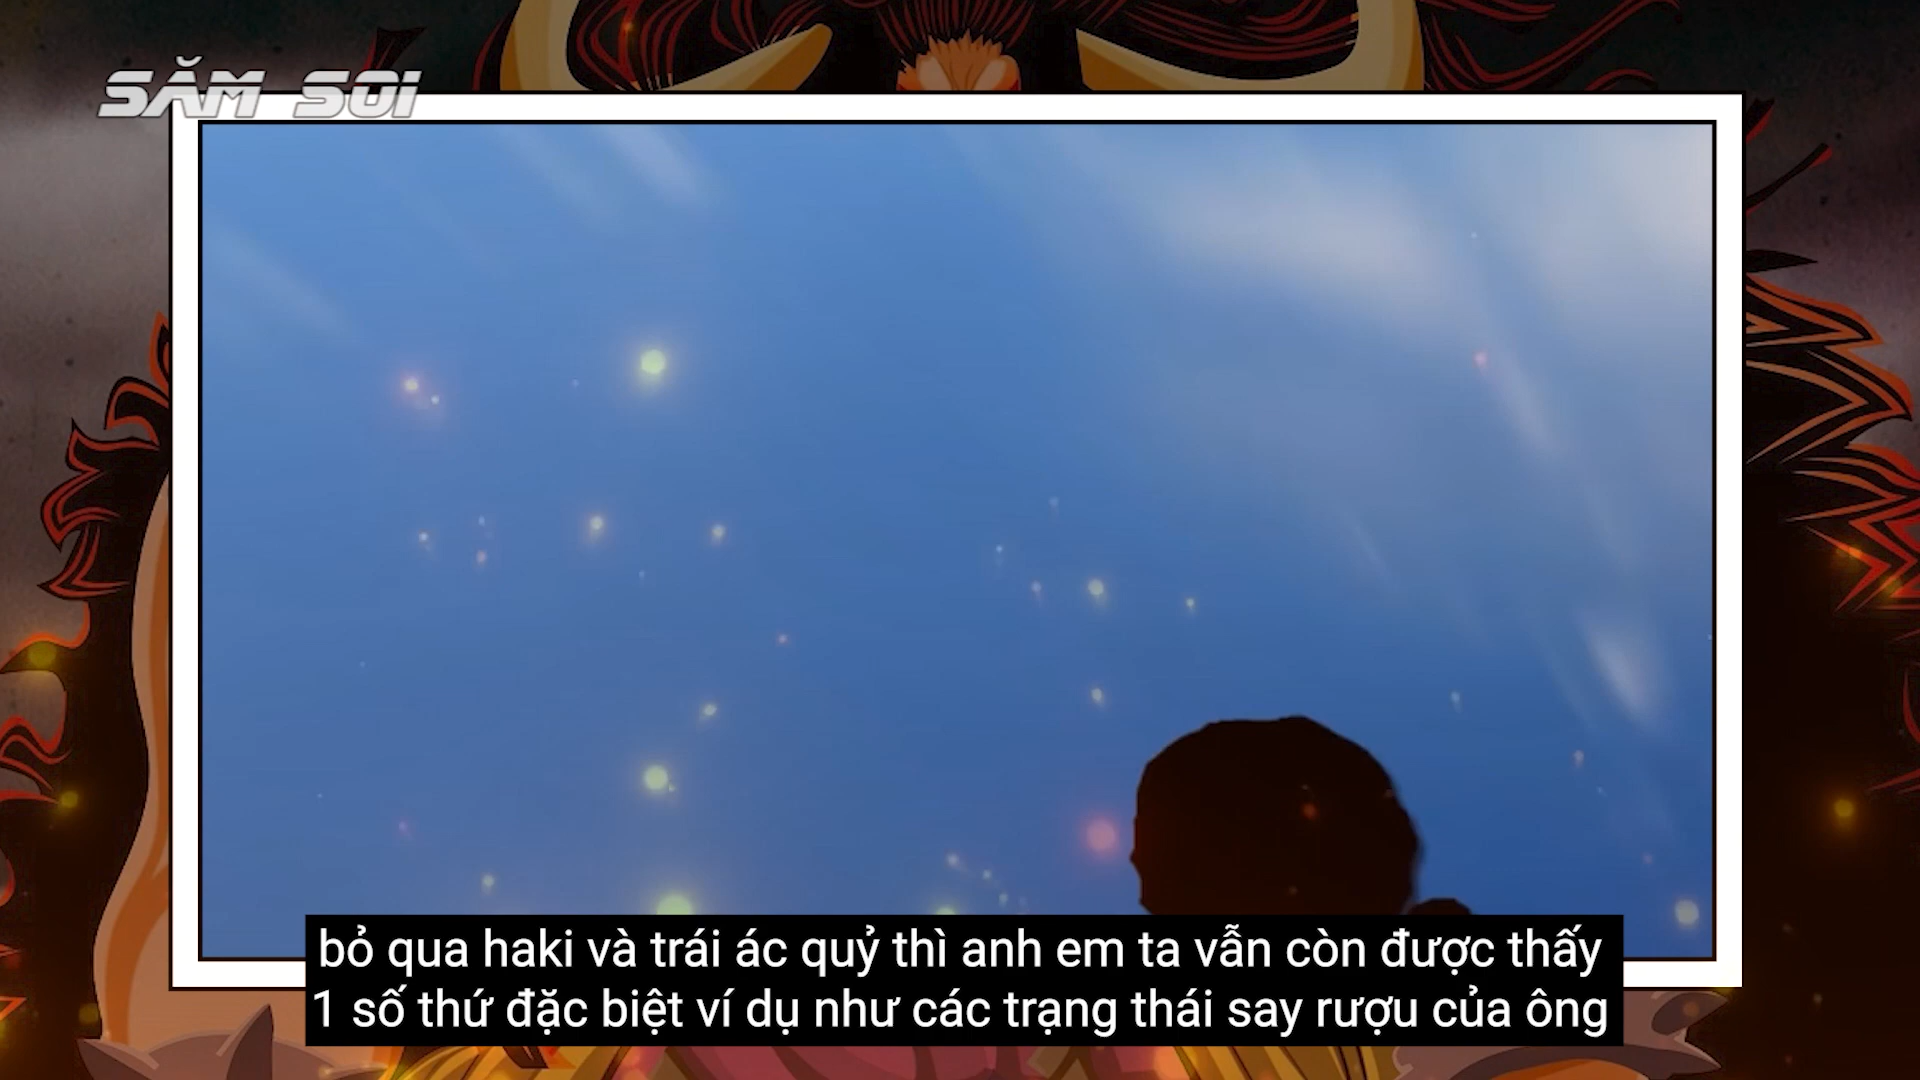 SĂM SOI
bỏ qua haki và trái ác quỷ thì anh em ta vẫn còn được thấy
1 số thứ đặc biệt ví dụ như các trạng thái say rượu của ông